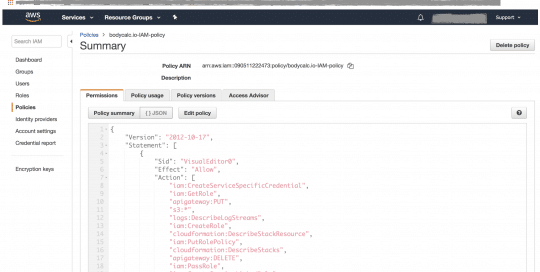 aws
Services
Resource Groups
Support
Search IAM
Dashboard
Groups
Users
Roles
Policies
Identity providers
Account settings
Credential report
Encryption keys
Policies > bodycalc.io-IAM-policy
Summary
Delete policy
Policy ARN arn:aws:iam::090511222473:policy/bodycalc.io-IAM-policy
Description
Permissions Policy usage Policy versions Access Advisor
Policy summary {} JSON Edit policy
?
1 {
2 "Version": "2012-10-17",
3 "Statement": [
4 {
5 "Sid": "VisualEditor0",
6 "Effect": "Allow",
7 "Action": [
8 "iam:CreateServiceSpecificCredential",
9 "iam:GetRole",
10 "apigateway:PUT",
11 "s3:*",
12 "logs:DescribeLogStreams",
13 "iam:CreateRole",
14 "cloudformation:DescribeStackResource",
15 "iam:PutRolePolicy",
16 "cloudformation:DescribeStacks",
17 "apigateway:DELETE",
18 "iam:PassRole",